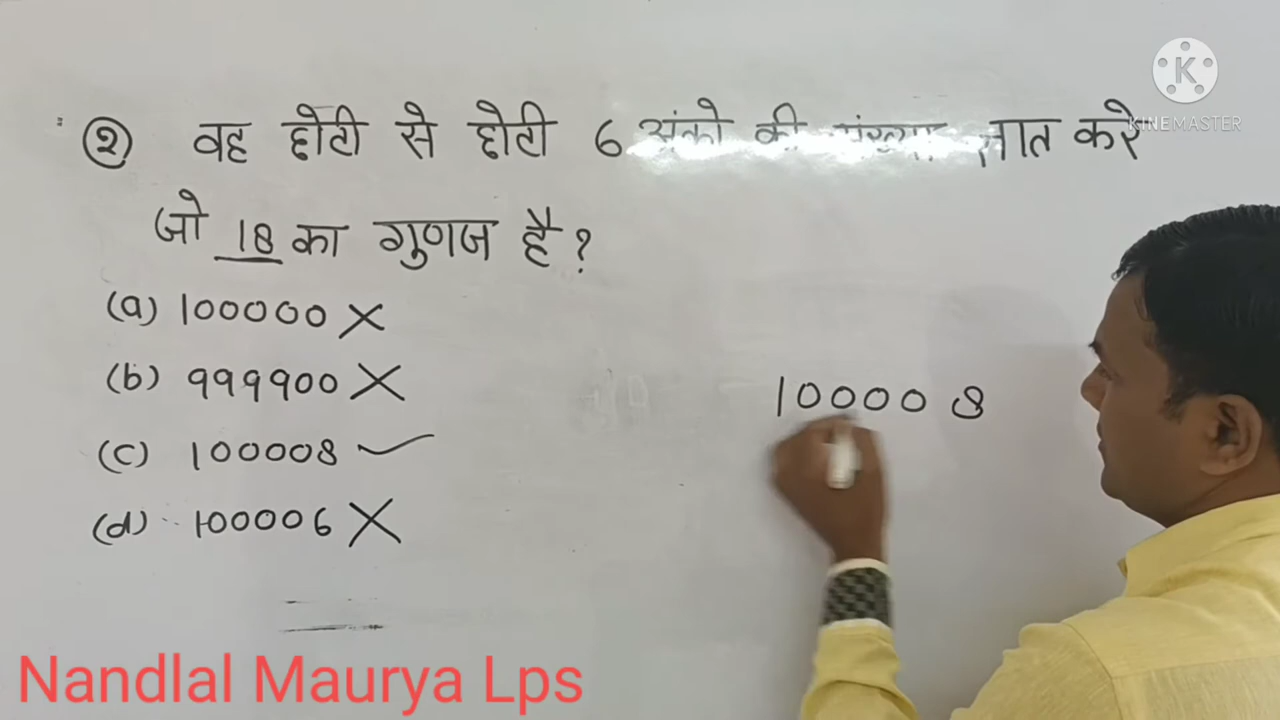 ② वह छोटी से छोटी 6 अंको की संख्या ज्ञात करे
जो 18 का गुणज है?
(a) 100000 ×
(b) 999900 ×
(c) 100008 ✓
(d) 100006 ×
100008
K
KINEMASTER
Nandlal Maurya Lps